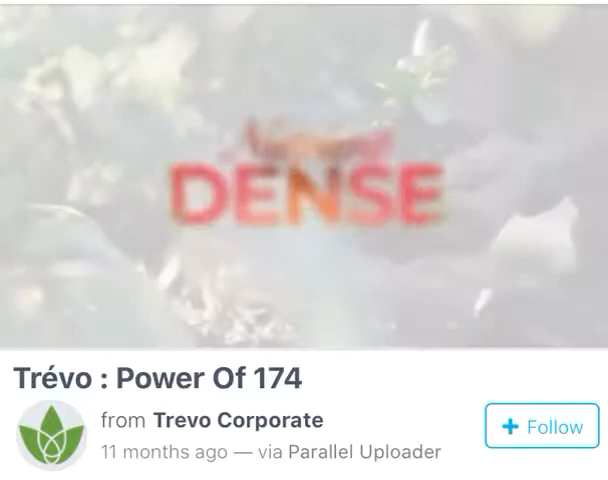 DENSE
Trévo : Power Of 174
from Trevo Corporate
11 months ago — via Parallel Uploader
+ Follow